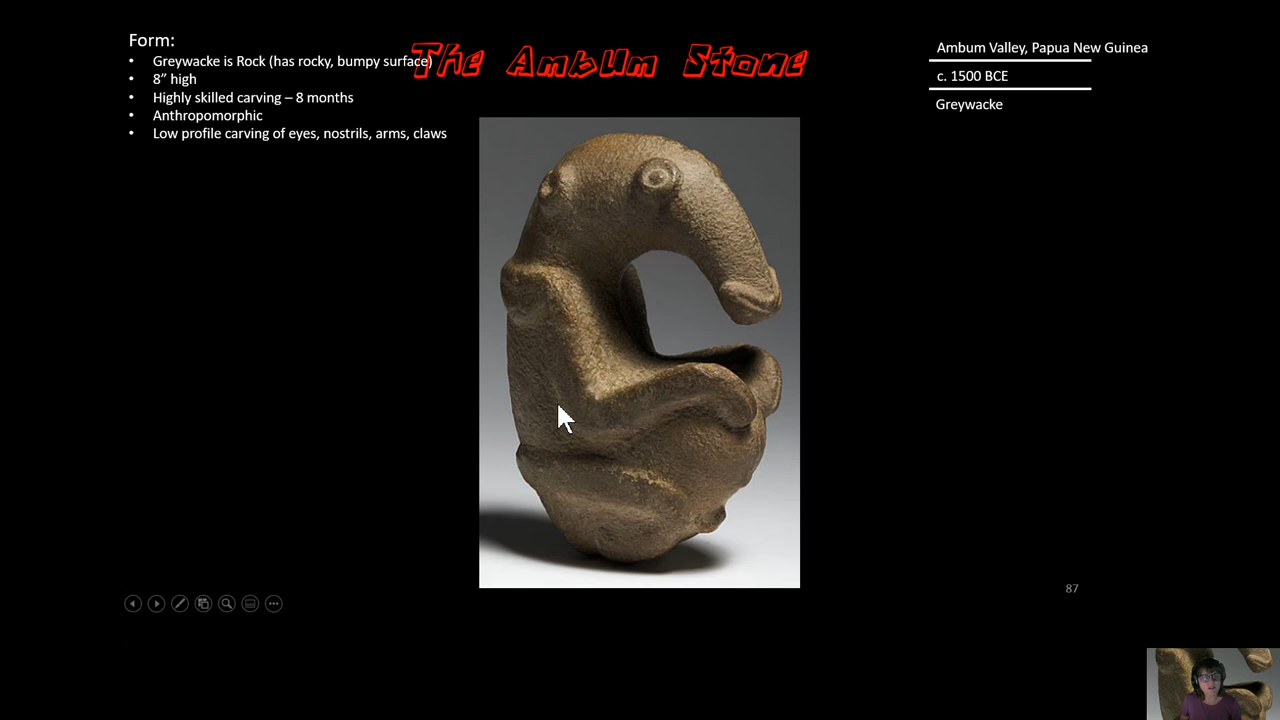 Form:
• Greywacke is Rock (has rocky, bumpy surface)
• 8” high
• Highly skilled carving – 8 months
• Anthropomorphic
• Low profile carving of eyes, nostrils, arms, claws
The Ambum Stone
Ambum Valley, Papua New Guinea
c. 1500 BCE
Greywacke
87